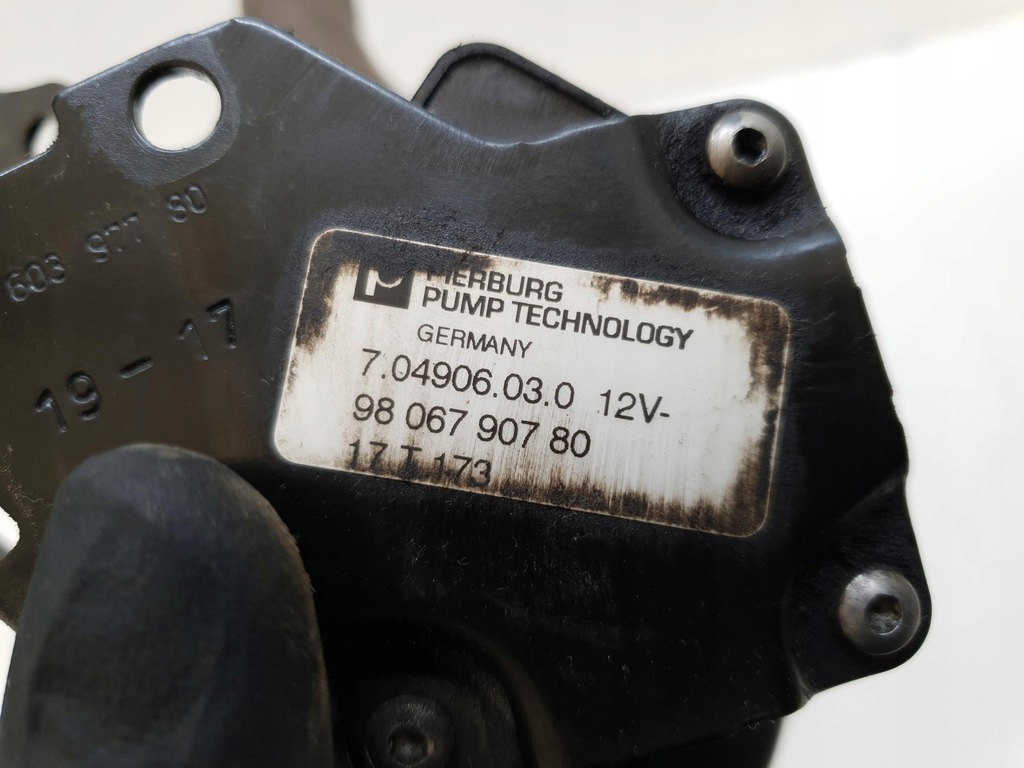 603 977 80
19-17
PIERBURG
PUMP TECHNOLOGY
GERMANY
7.04906.03.0 12V-
98 067 907 80
17 T 173